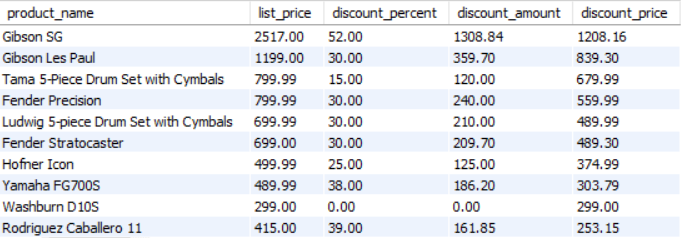 product_name list_price discount_percent discount_amount discount_price
Gibson SG 2517.00 52.00 1308.84 1208.16
Gibson Les Paul 1199.00 30.00 359.70 839.30
Tama 5-Piece Drum Set with Cymbals 799.99 15.00 120.00 679.99
Fender Precision 799.99 30.00 240.00 559.99
Ludwig 5-piece Drum Set with Cymbals 699.99 30.00 210.00 489.99
Fender Stratocaster 699.00 30.00 209.70 489.30
Hofner Icon 499.99 25.00 125.00 374.99
Yamaha FG700S 489.99 38.00 186.20 303.79
Washburn D10S 299.00 0.00 0.00 299.00
Rodriguez Caballero 11 415.00 39.00 161.85 253.15